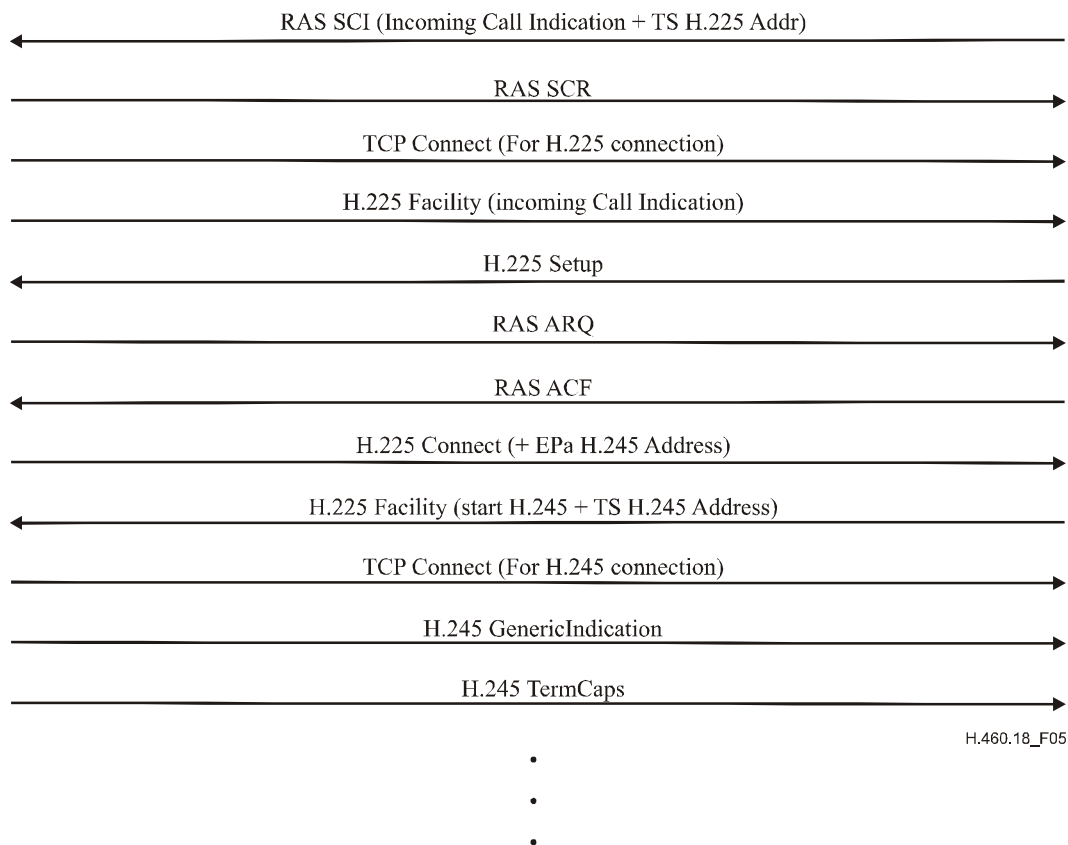 RAS SCI (Incoming Call Indication + TS H.225 Addr)
RAS SCR
TCP Connect (For H.225 connection)
H.225 Facility (incoming Call Indication)
H.225 Setup
RAS ARQ
RAS ACF
H.225 Connect (+ EPa H.245 Address)
H.225 Facility (start H.245 + TS H.245 Address)
TCP Connect (For H.245 connection)
H.245 GenericIndication
H.245 TermCaps
H.460.18_F05